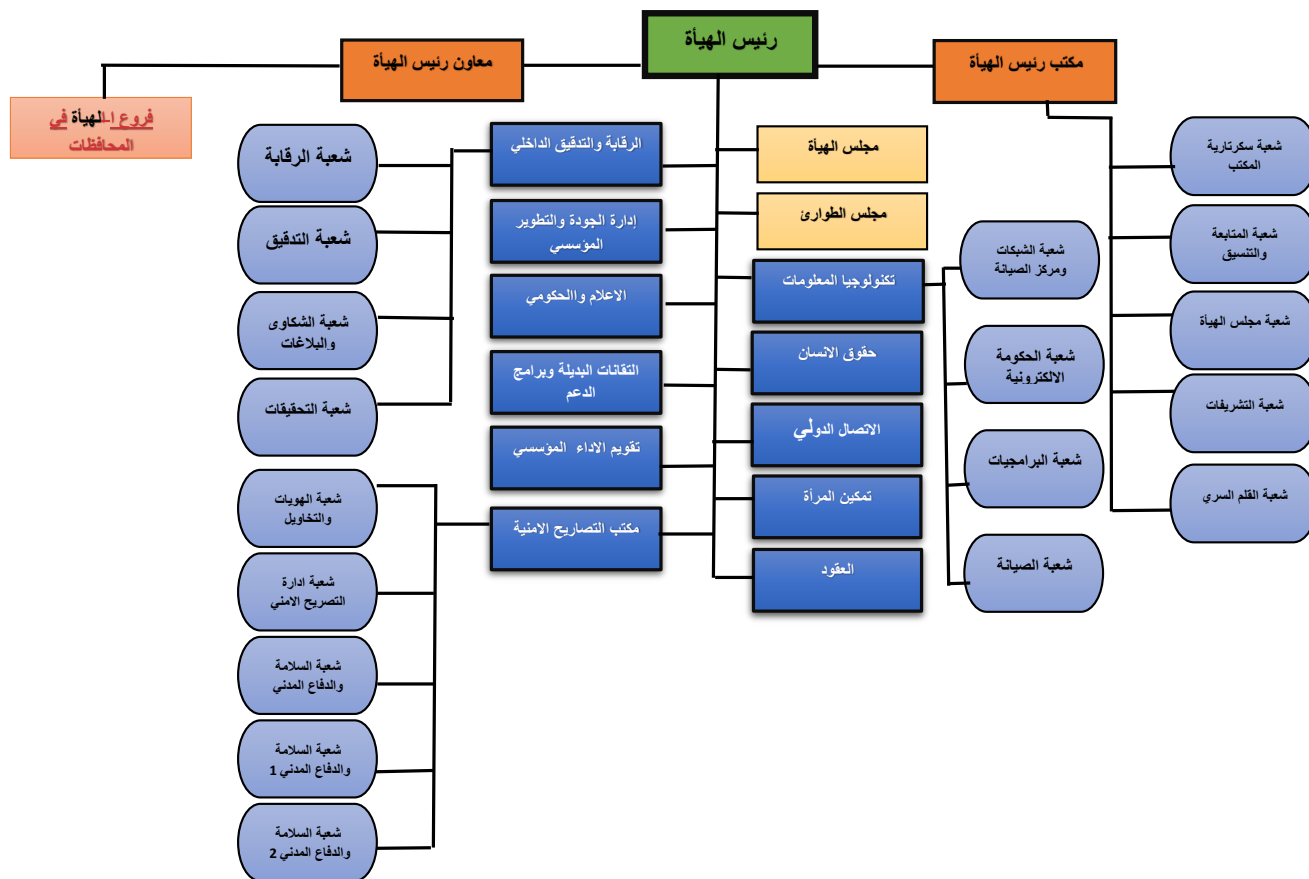 رئيس الهيأة
مكتب رئيس الهيأة
معاون رئيس الهيأة
فروع الهيأة في
المحافظات
شعبة سكرتارية
المكتب
شعبة المتابعة
والتنسيق
شعبة مجلس الهيأة
شعبة التشريفات
شعبة القلم السري
مجلس الهيأة
مجلس الطوارئ
تكنولوجيا المعلومات
حقوق الانسان
الاتصال الدولي
تمكين المرأة
العقود
شعبة الشبكات
ومركز الصيانة
شعبة الحكومة
الالكترونية
شعبة البرامجيات
شعبة الصيانة
الرقابة والتدقيق الداخلي
إدارة الجودة والتطوير
المؤسسي
الاعلام واالحكومي
التقانات البديلة وبرامج
الدعم
تقويم الاداء المؤسسي
مكتب التصاريح الامنية
شعبة الرقابة
شعبة التدقيق
شعبة الشكاوى
والبلاغات
شعبة التحقيقات
شعبة الهويات
والتخاويل
شعبة ادارة
التصريح الامني
شعبة السلامة
والدفاع المدني
شعبة السلامة
والدفاع المدني 1
شعبة السلامة
والدفاع المدني 2